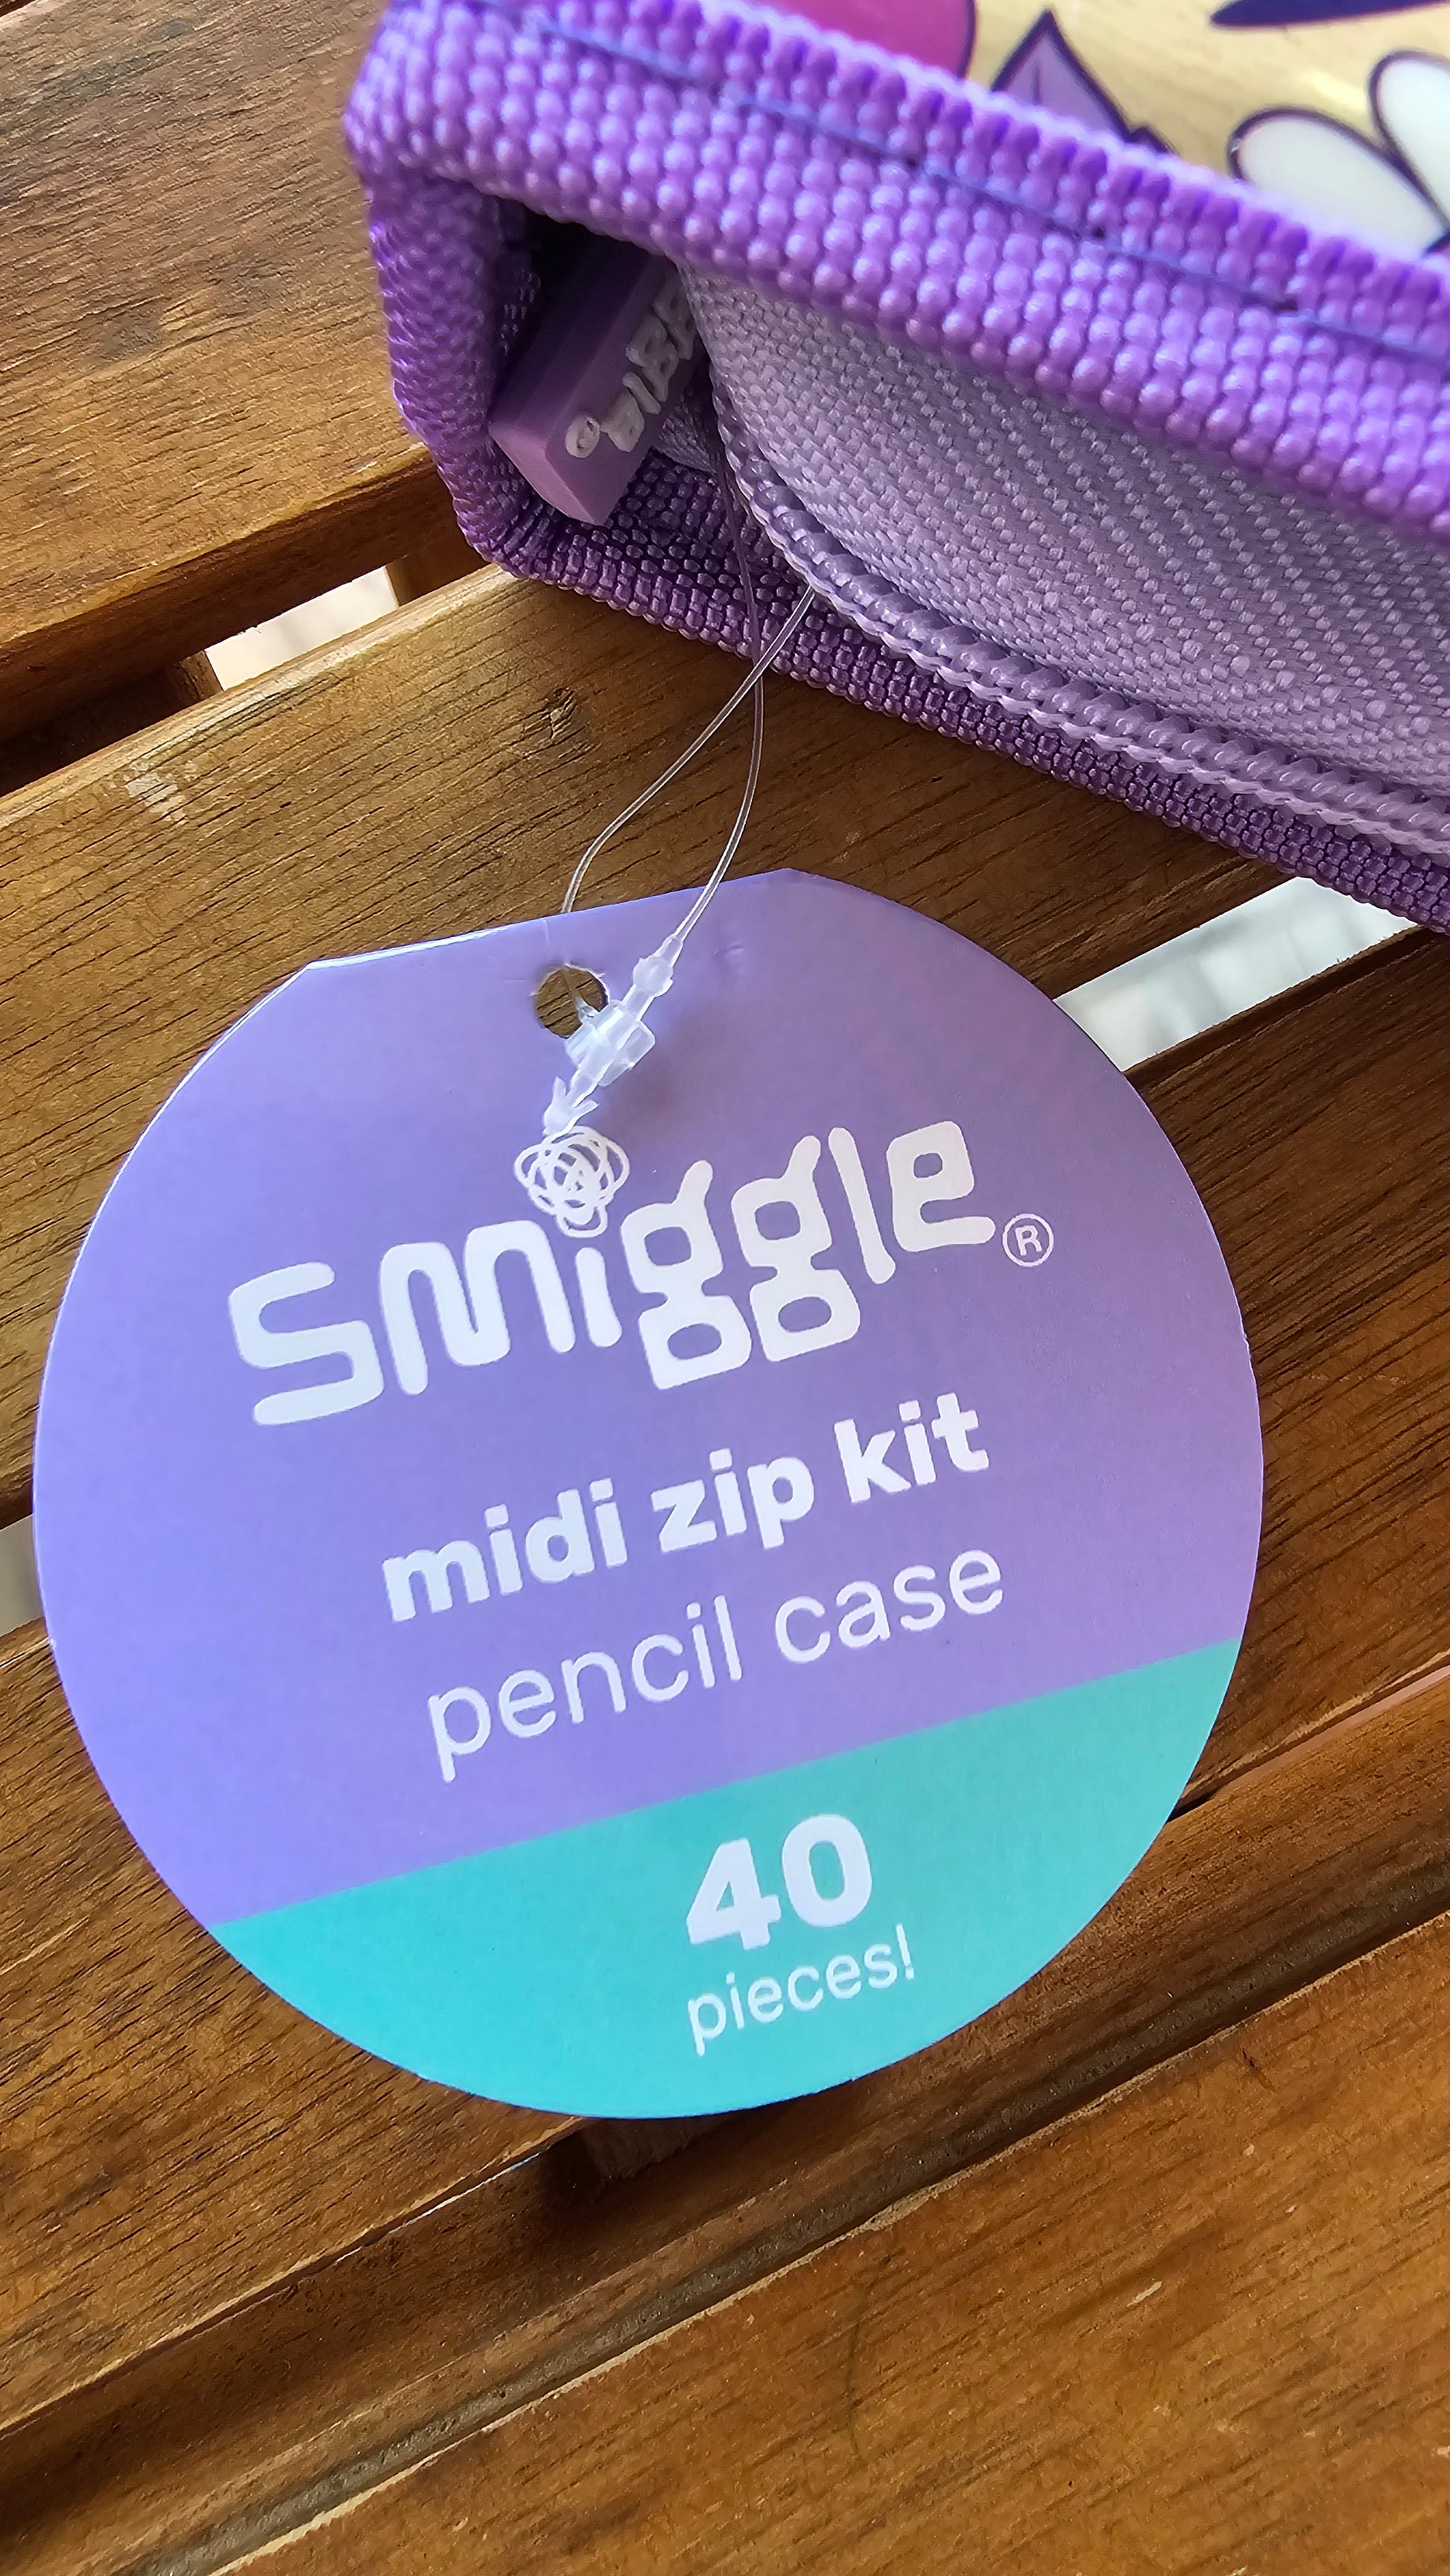 smiggle®
midi zip kit
pencil case
40
pieces!